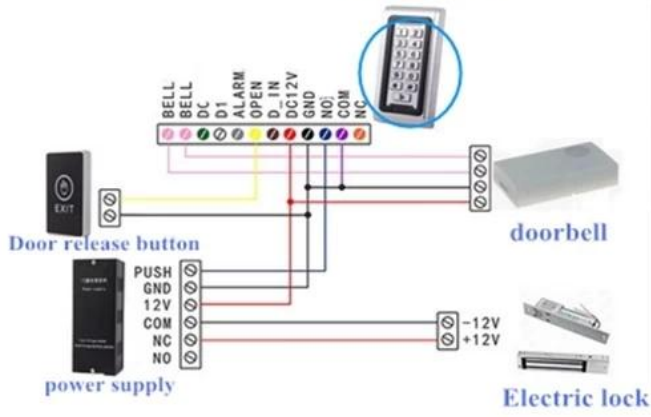 BELL
BELL
DC
D1
ALARM
OPEN
D_IN
DC12V
GND
NO
COM
NC
EXIT
Door release button
doorbell
PUSH
GND
12V
COM
NC
NO
-12V
+12V
power supply
Electric lock